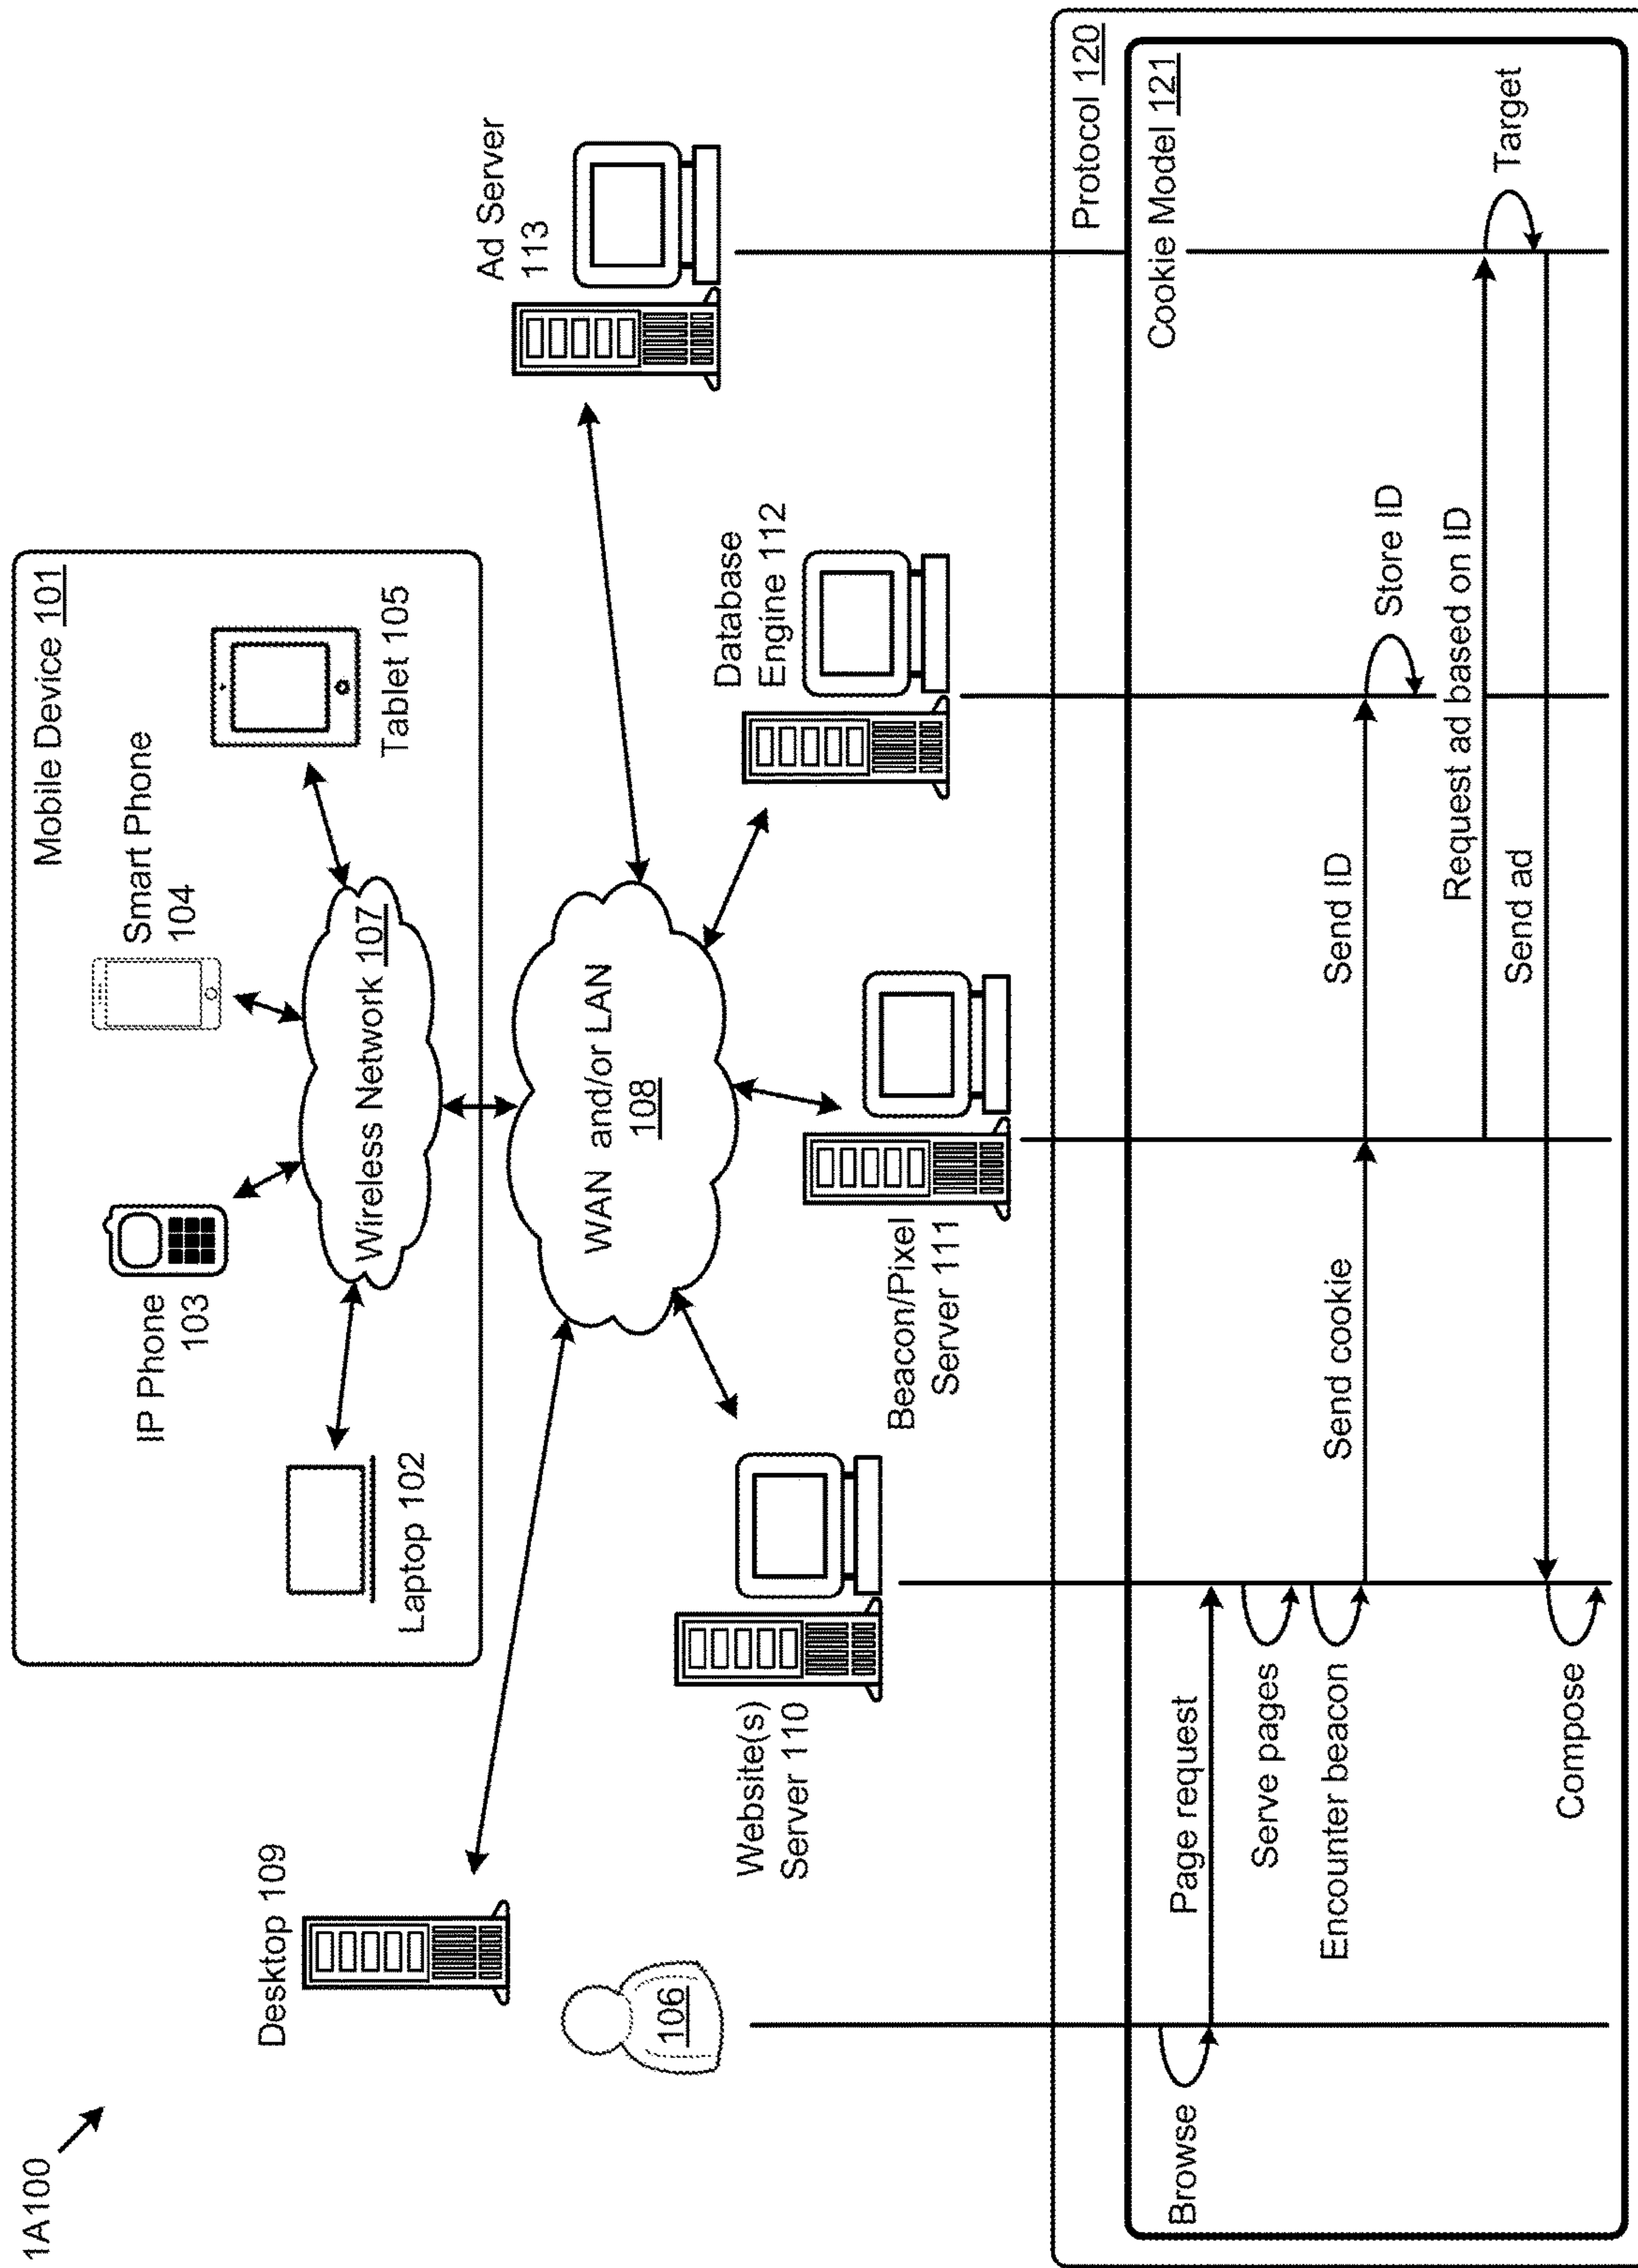 1A100
Mobile Device 101
IP Phone
103
Smart Phone
104
Laptop 102
Wireless Network 107
Tablet 105
Desktop 109
WAN and/or LAN
108
Ad Server
113
106
Website(s)
Server 110
Beacon/Pixel
Server 111
Database
Engine 112
Protocol 120
Cookie Model 121
Browse
Page request
Serve pages
Encounter beacon
Send cookie
Send ID
Store ID
Request ad based on ID
Target
Send ad
Compose